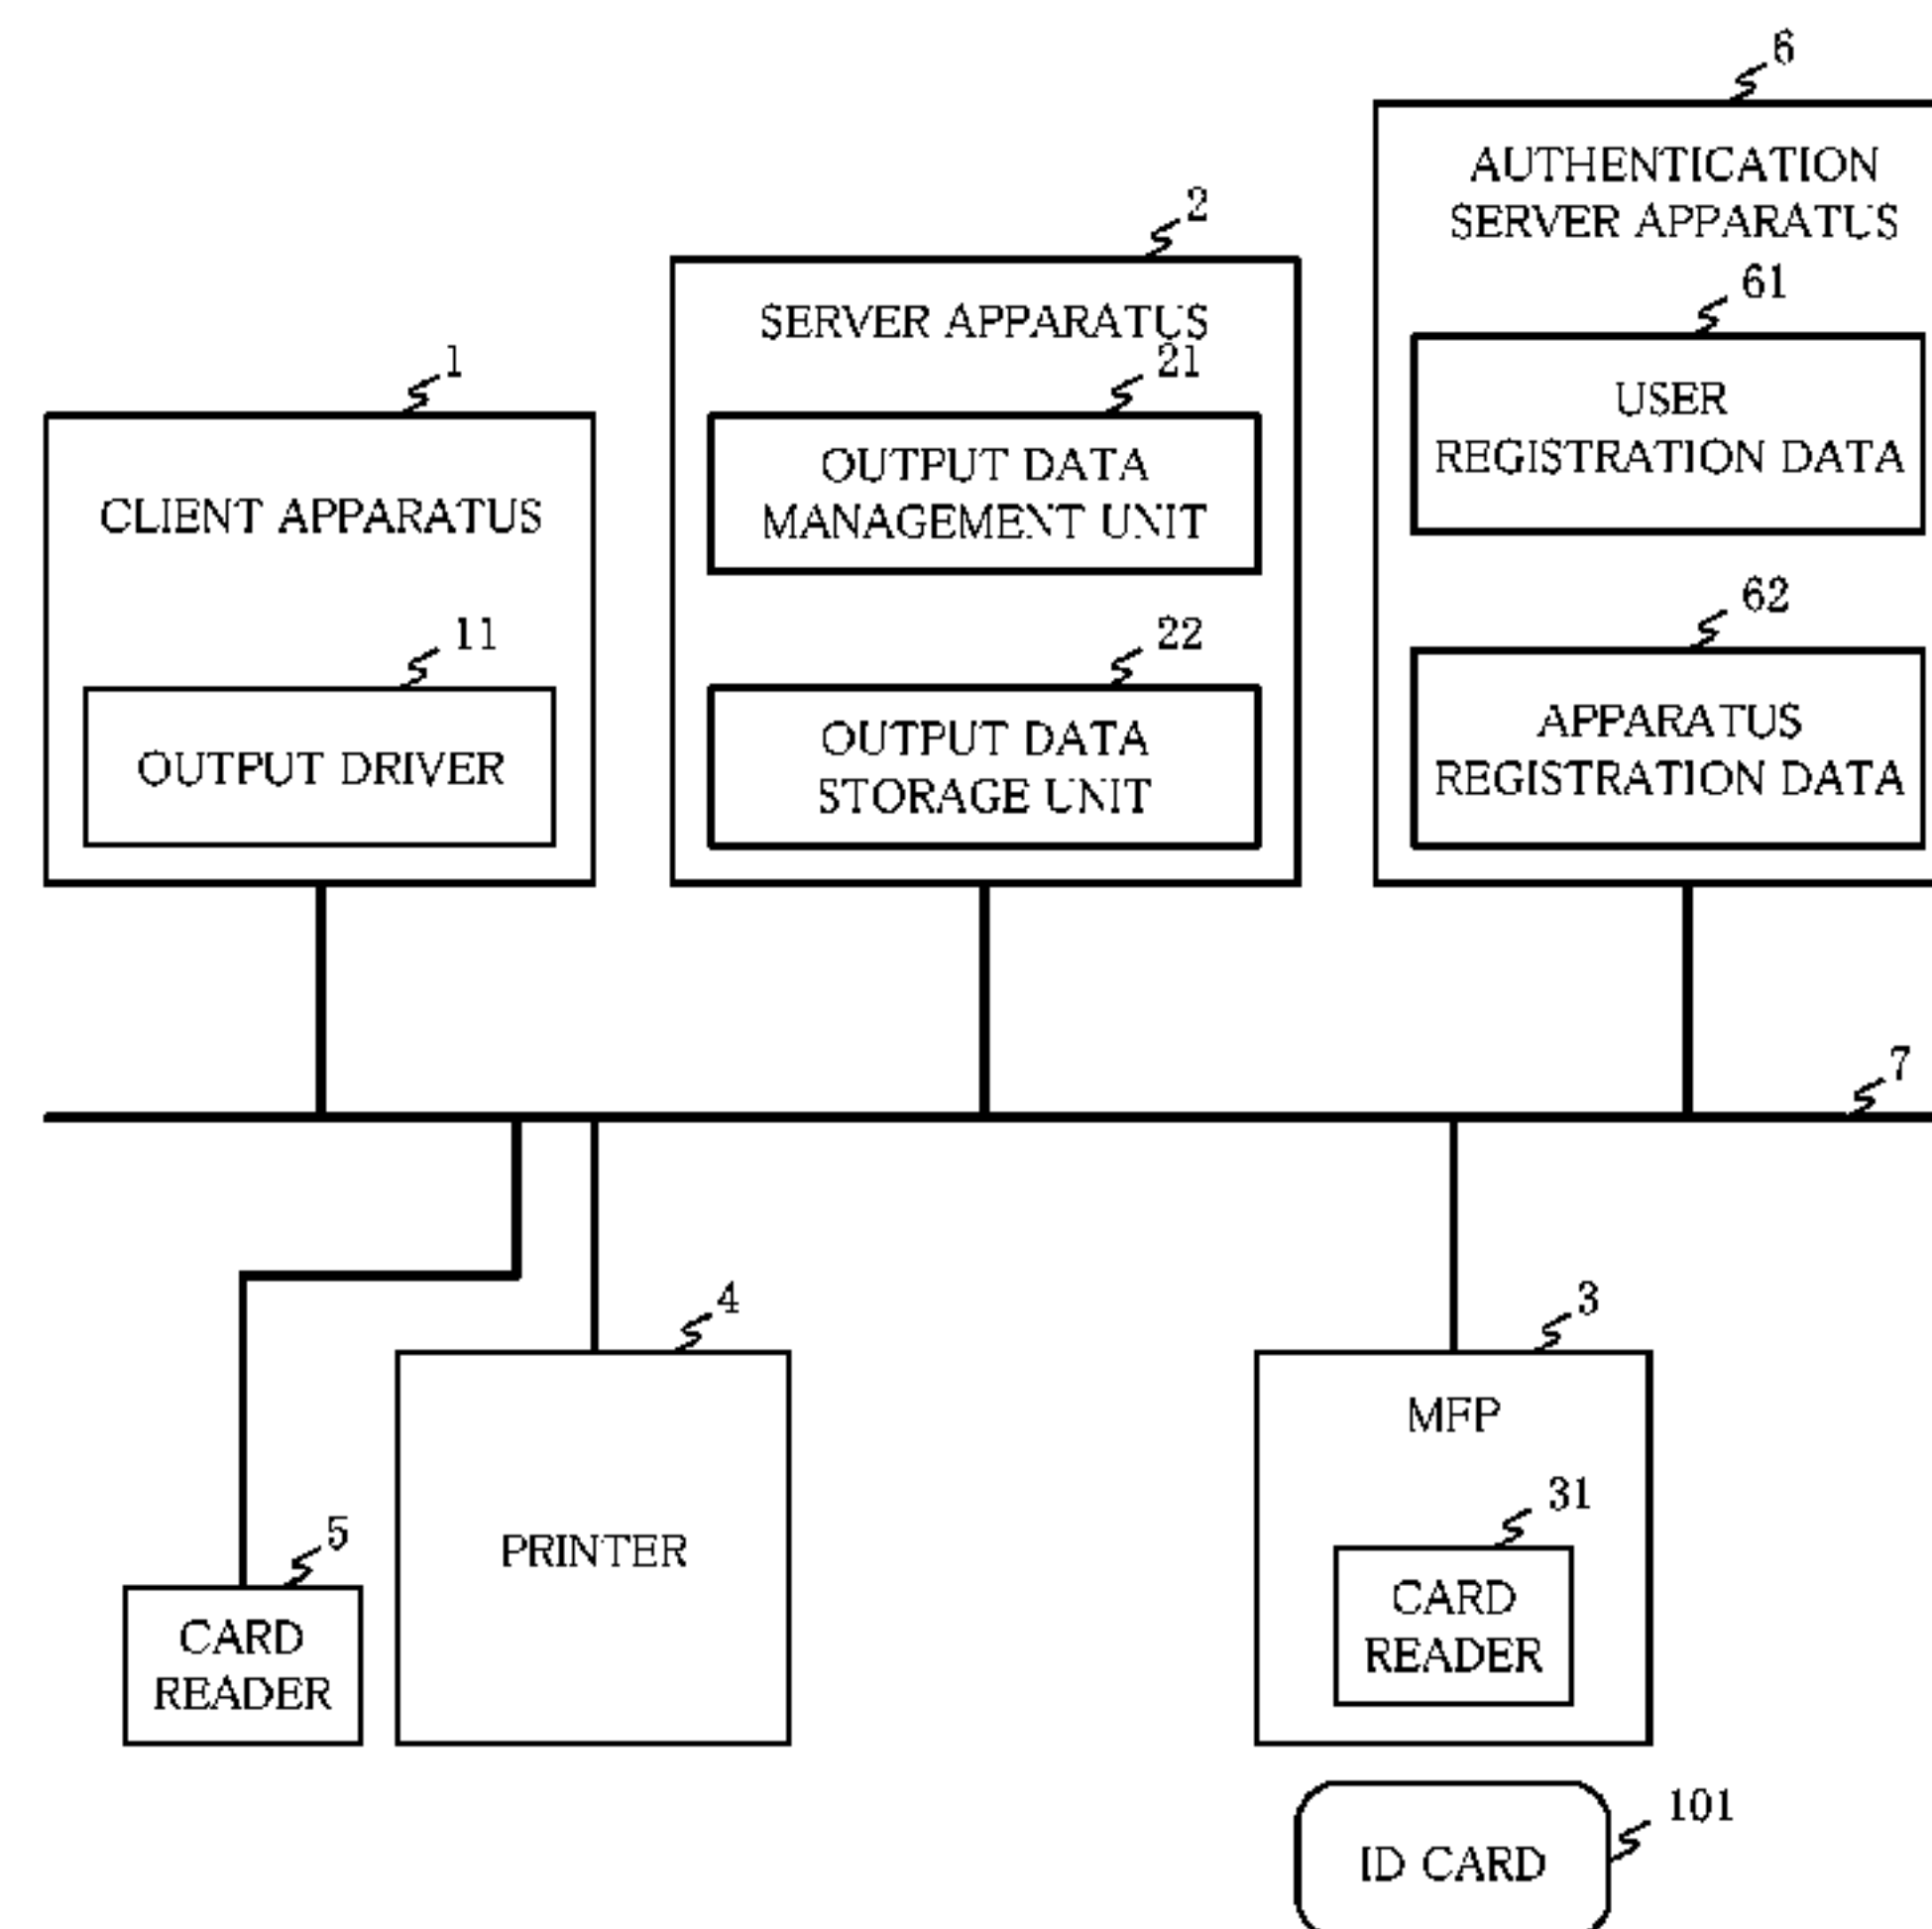 6
AUTHENTICATION
SERVER APPARATUS
61
USER
REGISTRATION DATA
62
APPARATUS
REGISTRATION DATA
2
SERVER APPARATUS
21
OUTPUT DATA
MANAGEMENT UNIT
22
OUTPUT DATA
STORAGE UNIT
1
CLIENT APPARATUS
11
OUTPUT DRIVER
7
4
PRINTER
5
CARD
READER
3
MFP
31
CARD
READER
101
ID CARD